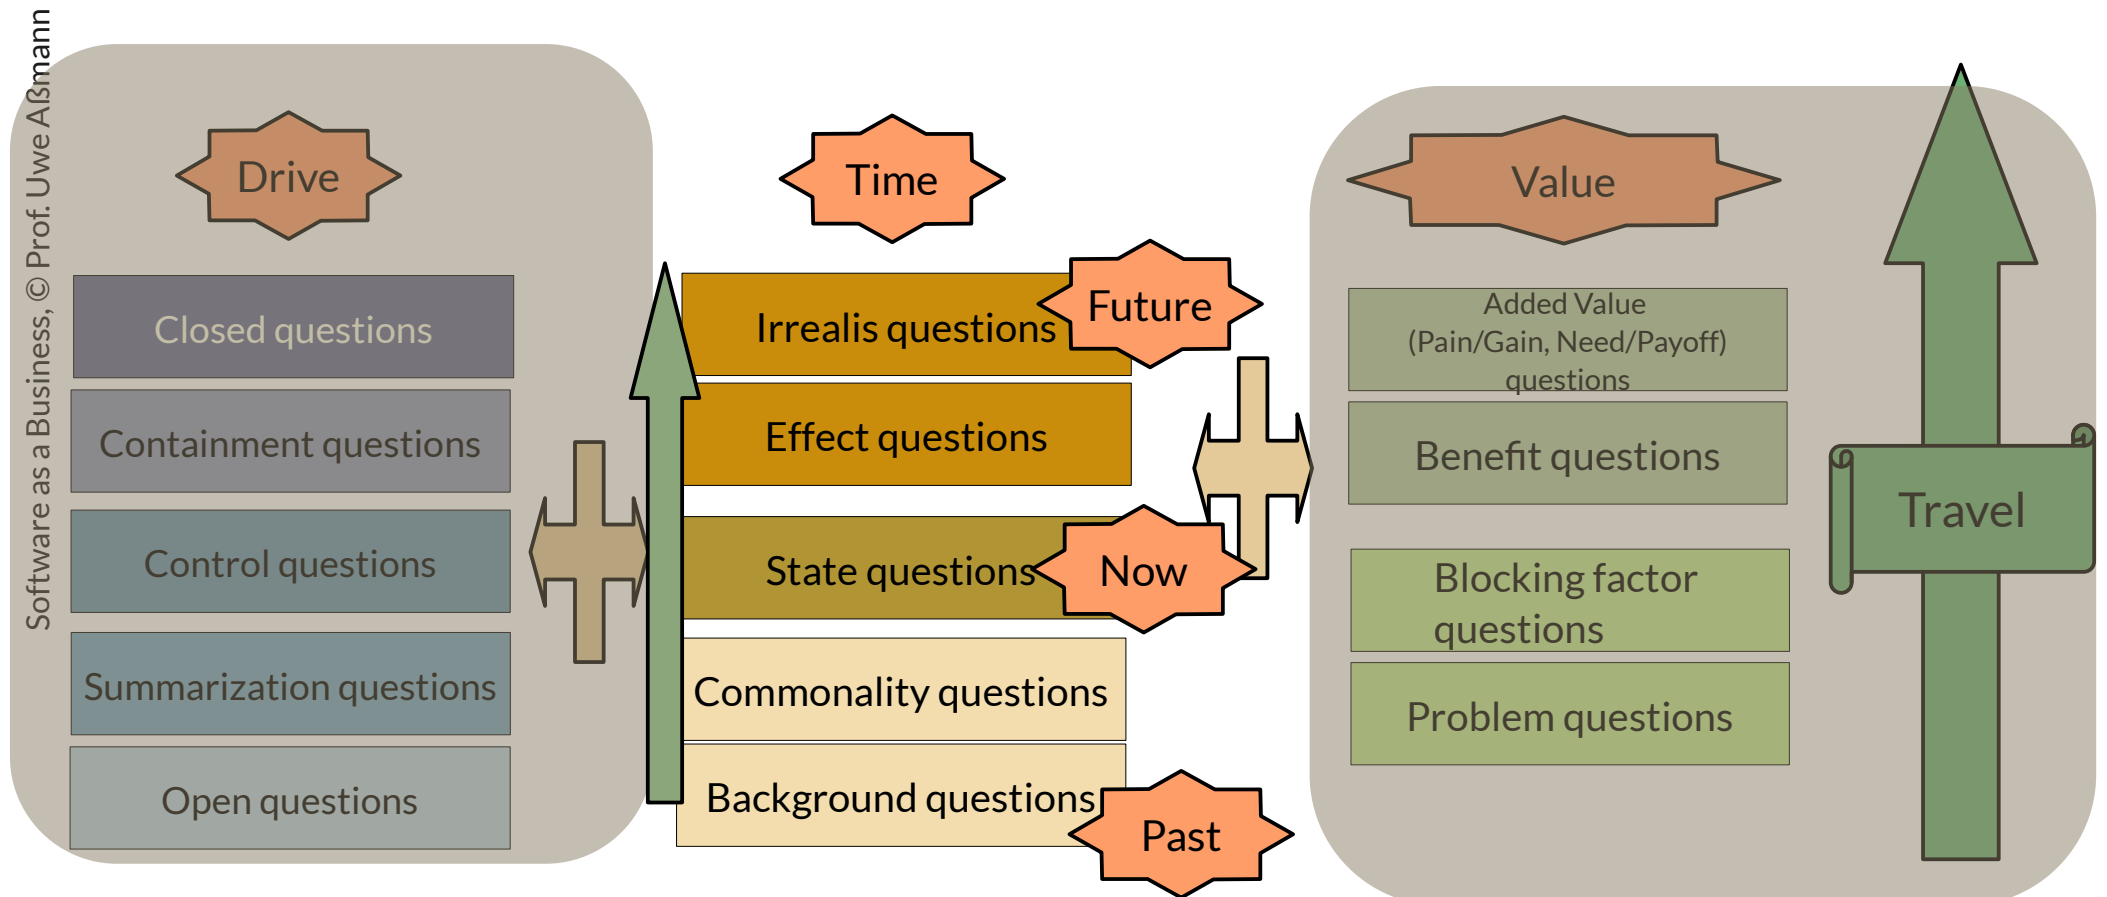 Software as a Business, © Prof. Uwe Aßmann
Drive
Closed questions
Containment questions
Control questions
Summarization questions
Open questions
Time
Future
Irrealis questions
Effect questions
State questions
Now
Commonality questions
Background questions
Past
Value
Added Value
(Pain/Gain, Need/Payoff)
questions
Benefit questions
Blocking factor
questions
Problem questions
Travel